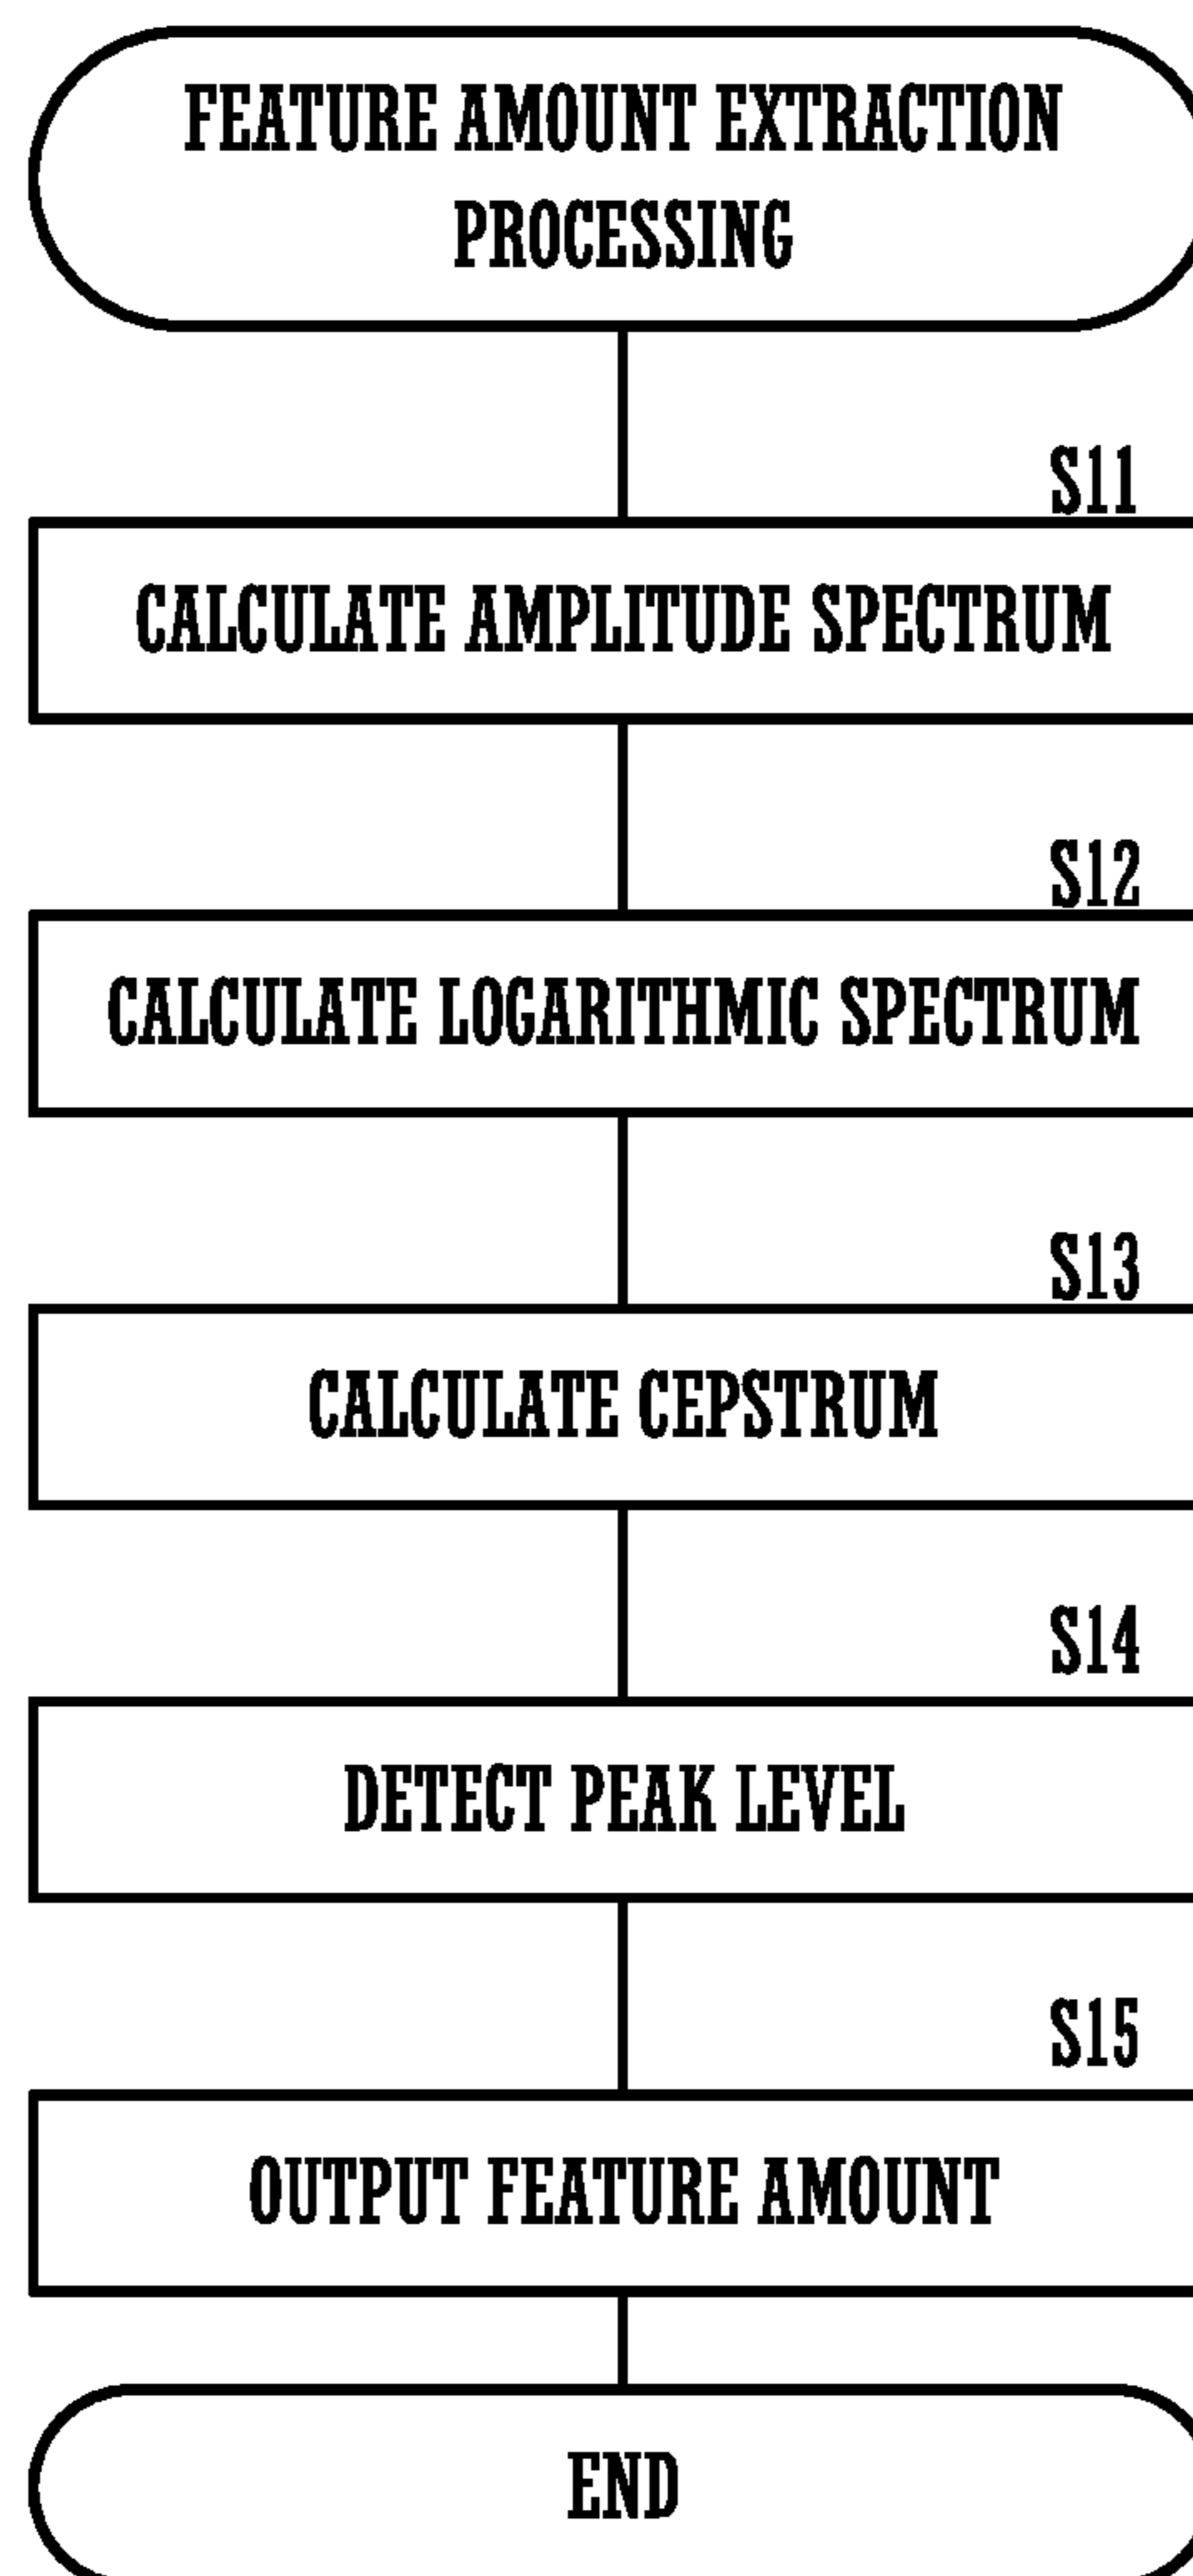 FEATURE AMOUNT EXTRACTION
PROCESSING
S11
CALCULATE AMPLITUDE SPECTRUM
S12
CALCULATE LOGARITHMIC SPECTRUM
S13
CALCULATE CEPSTRUM
S14
DETECT PEAK LEVEL
S15
OUTPUT FEATURE AMOUNT
END